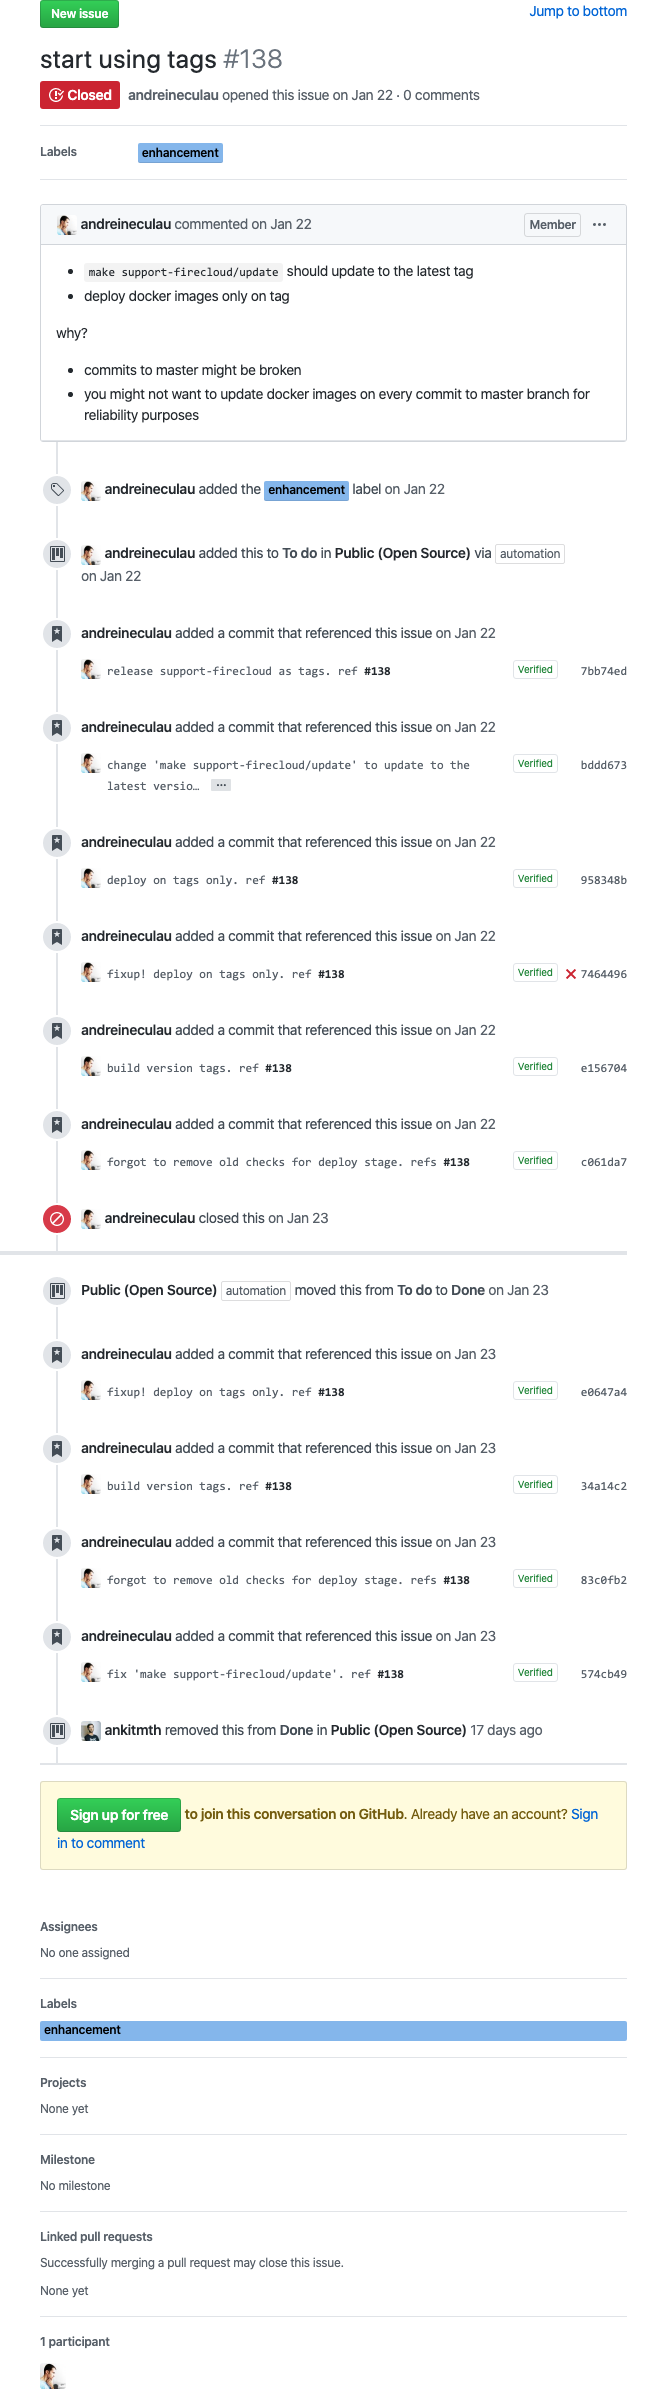 New issue
Jump to bottom
start using tags #138
Closed andreineculau opened this issue on Jan 22 · 0 comments
Labels enhancement
andreineculau commented on Jan 22 Member ···
• make support-firecloud/update should update to the latest tag
• deploy docker images only on tag
why?
• commits to master might be broken
• you might not want to update docker images on every commit to master branch for
reliability purposes
andreineculau added the enhancement label on Jan 22
andreineculau added this to To do in Public (Open Source) via automation
on Jan 22
andreineculau added a commit that referenced this issue on Jan 22
release support-firecloud as tags. ref #138 Verified 7bb74ed
andreineculau added a commit that referenced this issue on Jan 22
change 'make support-firecloud/update' to update to the Verified bddd673
latest versio… …
andreineculau added a commit that referenced this issue on Jan 22
deploy on tags only. ref #138 Verified 958348b
andreineculau added a commit that referenced this issue on Jan 22
fixup! deploy on tags only. ref #138 Verified 7464496
andreineculau added a commit that referenced this issue on Jan 22
build version tags. ref #138 Verified e156704
andreineculau added a commit that referenced this issue on Jan 22
forgot to remove old checks for deploy stage. refs #138 Verified c061da7
andreineculau closed this on Jan 23
Public (Open Source) automation moved this from To do to Done on Jan 23
andreineculau added a commit that referenced this issue on Jan 23
fixup! deploy on tags only. ref #138 Verified e0647a4
andreineculau added a commit that referenced this issue on Jan 23
build version tags. ref #138 Verified 34a14c2
andreineculau added a commit that referenced this issue on Jan 23
forgot to remove old checks for deploy stage. refs #138 Verified 83c0fb2
andreineculau added a commit that referenced this issue on Jan 23
fix 'make support-firecloud/update'. ref #138 Verified 574cb49
ankitmth removed this from Done in Public (Open Source) 17 days ago
Sign up for free to join this conversation on GitHub. Already have an account? Sign
in to comment
Assignees
No one assigned
Labels
enhancement
Projects
None yet
Milestone
No milestone
Linked pull requests
Successfully merging a pull request may close this issue.
None yet
1 participant